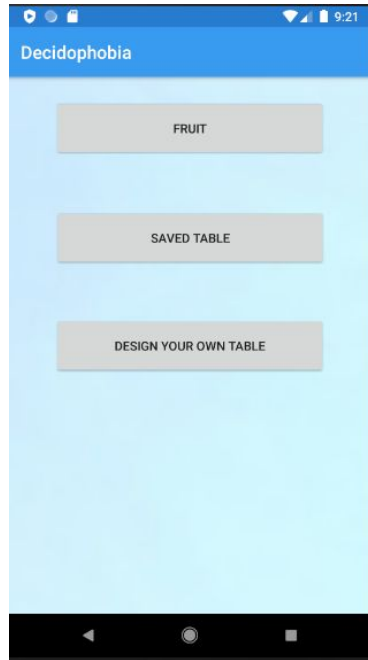 9:21
Decidophobia
FRUIT
SAVED TABLE
DESIGN YOUR OWN TABLE